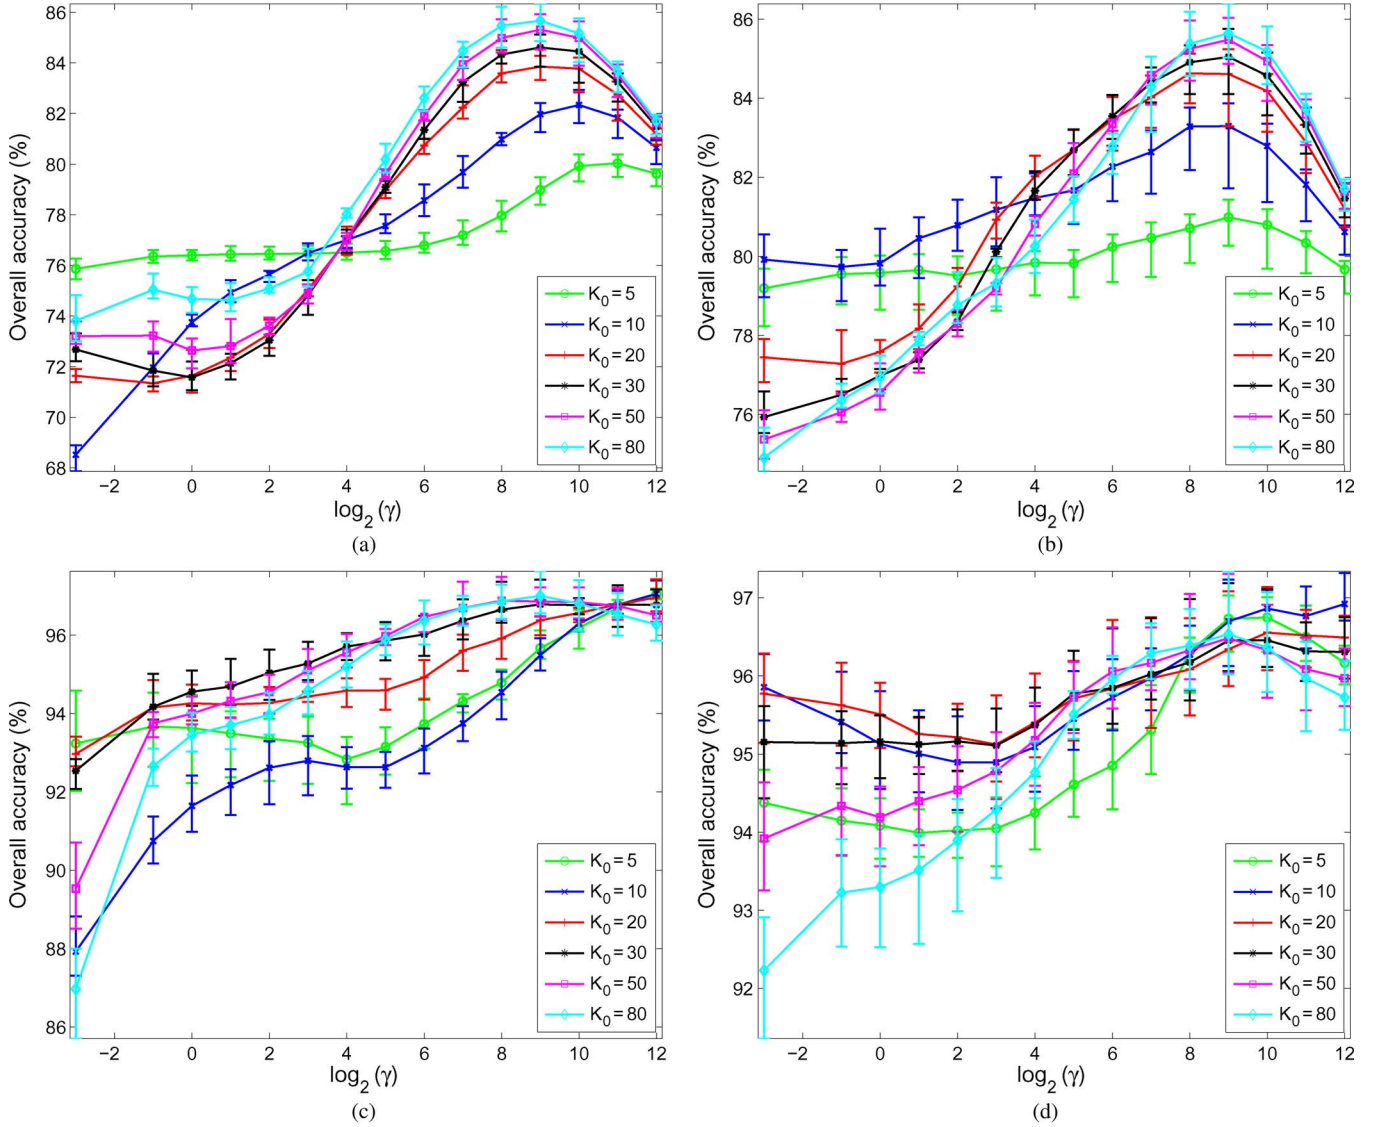 86
84
82
80
78
76
74
72
70
68
Overall accuracy (%)
−2 0 2 4 6 8 10 12
log2 (γ)
K0 = 5
K0 = 10
K0 = 20
K0 = 30
K0 = 50
K0 = 80
(a)
86
84
82
80
78
76
Overall accuracy (%)
−2 0 2 4 6 8 10 12
log2 (γ)
K0 = 5
K0 = 10
K0 = 20
K0 = 30
K0 = 50
K0 = 80
(b)
96
94
92
90
88
86
Overall accuracy (%)
−2 0 2 4 6 8 10 12
log2 (γ)
K0 = 5
K0 = 10
K0 = 20
K0 = 30
K0 = 50
K0 = 80
(c)
97
96
95
94
93
92
Overall accuracy (%)
−2 0 2 4 6 8 10 12
log2 (γ)
K0 = 5
K0 = 10
K0 = 20
K0 = 30
K0 = 50
K0 = 80
(d)